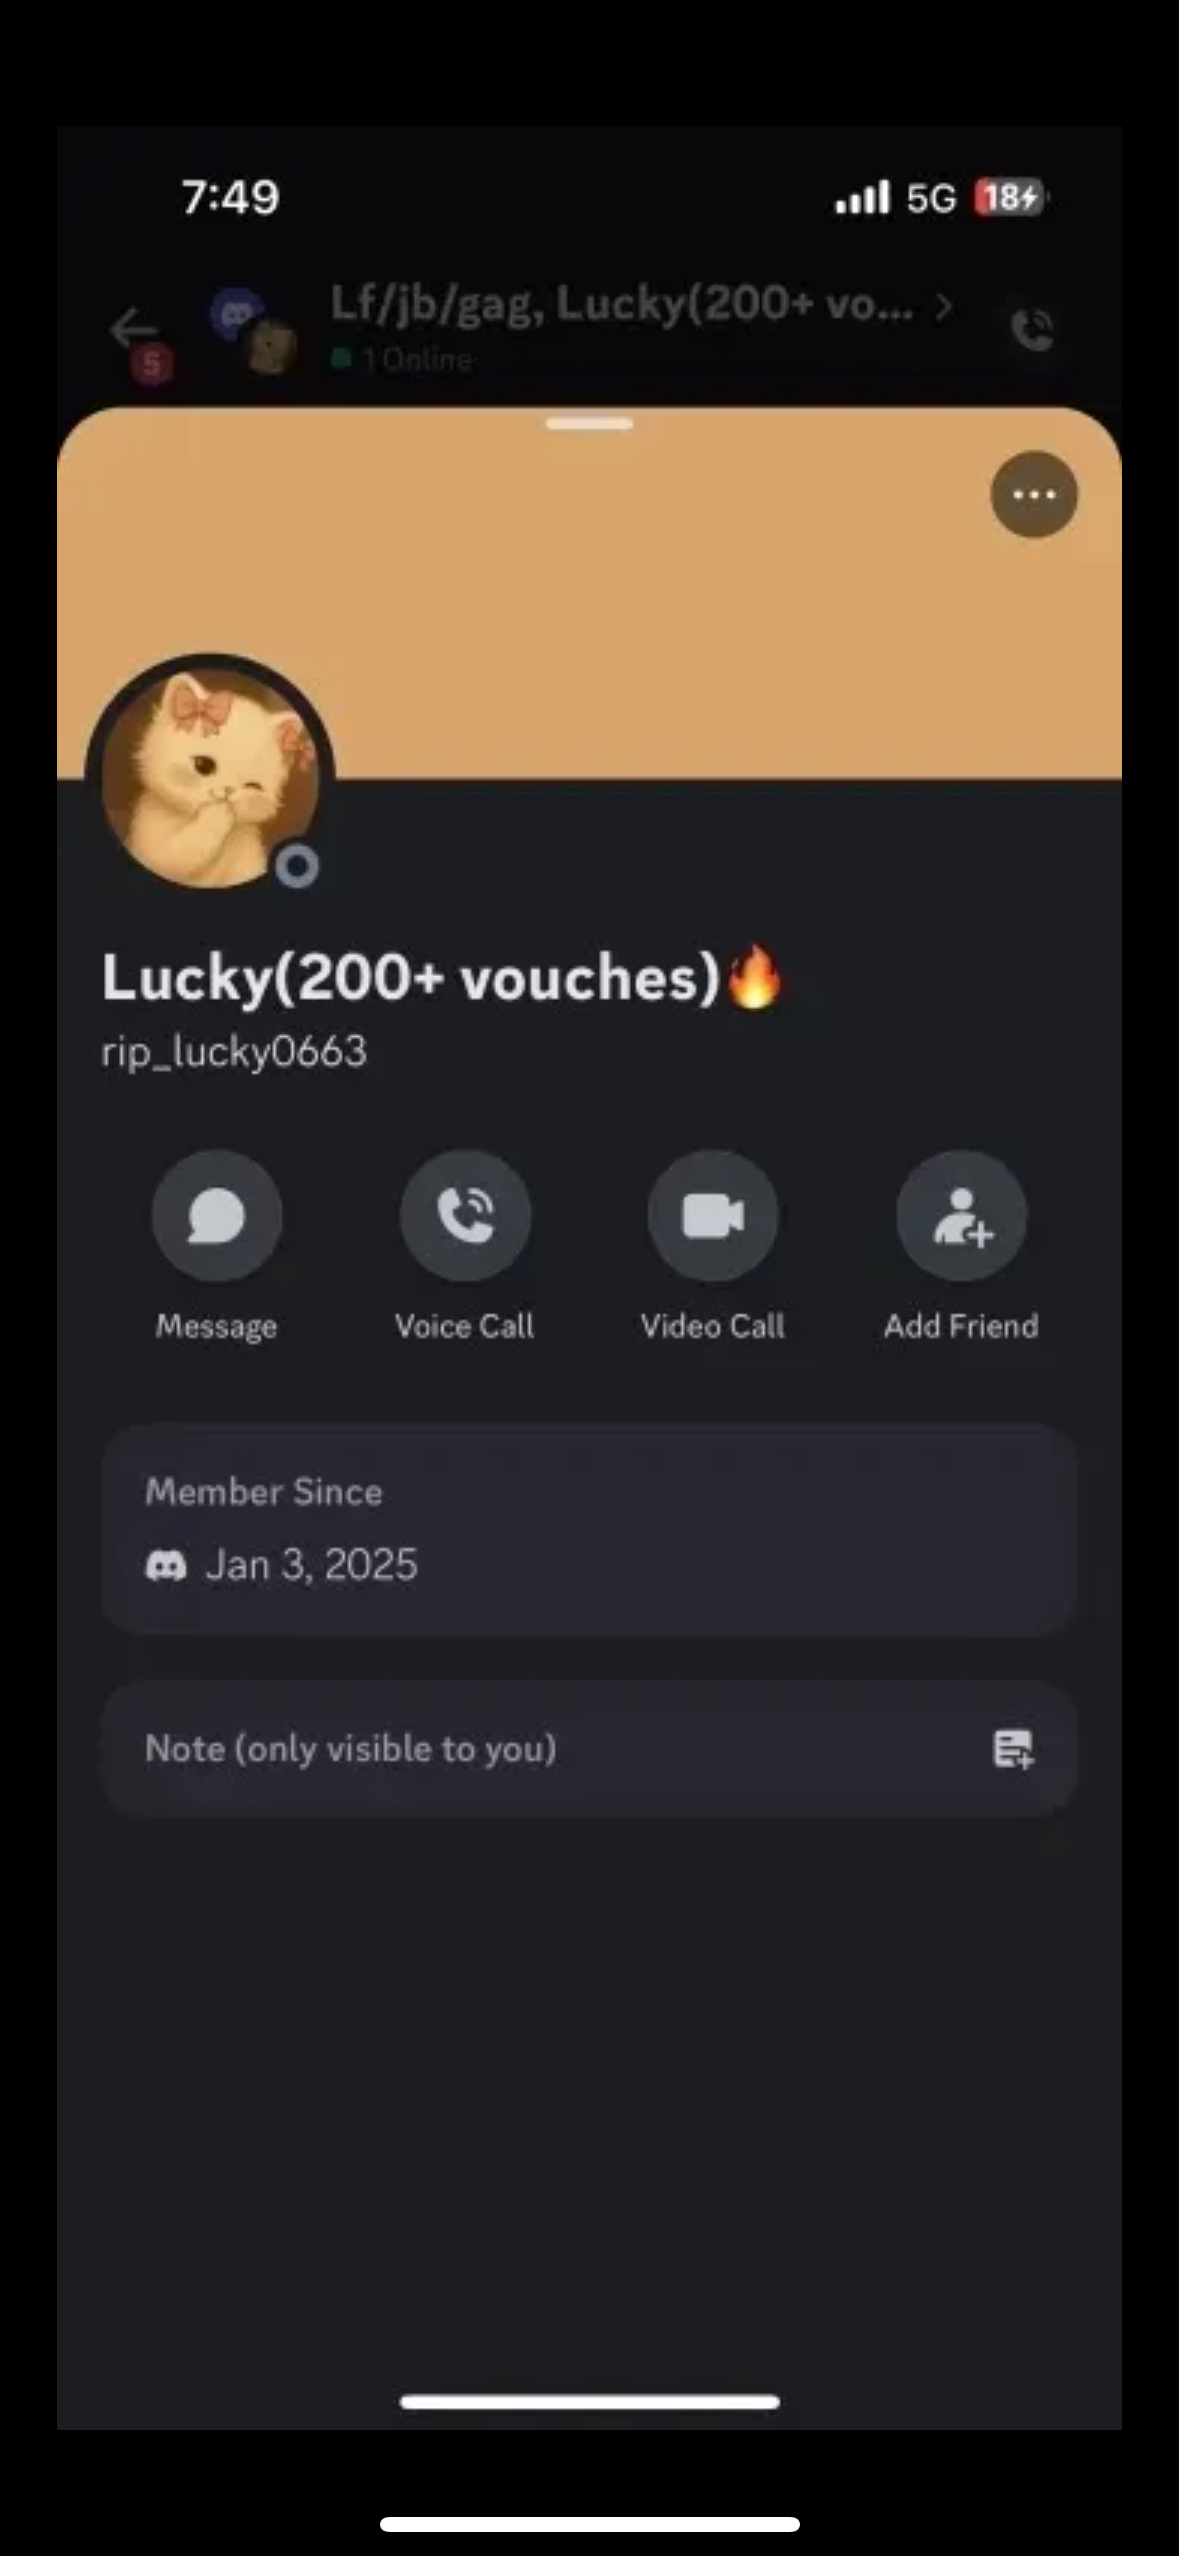 7:49
5G 18
Lf/jb/gag, Lucky(200+ vo...
5
1 Online
Lucky(200+ vouches)🔥
rip_lucky0663
Message Voice Call Video Call Add Friend
Member Since
Jan 3, 2025
Note (only visible to you)